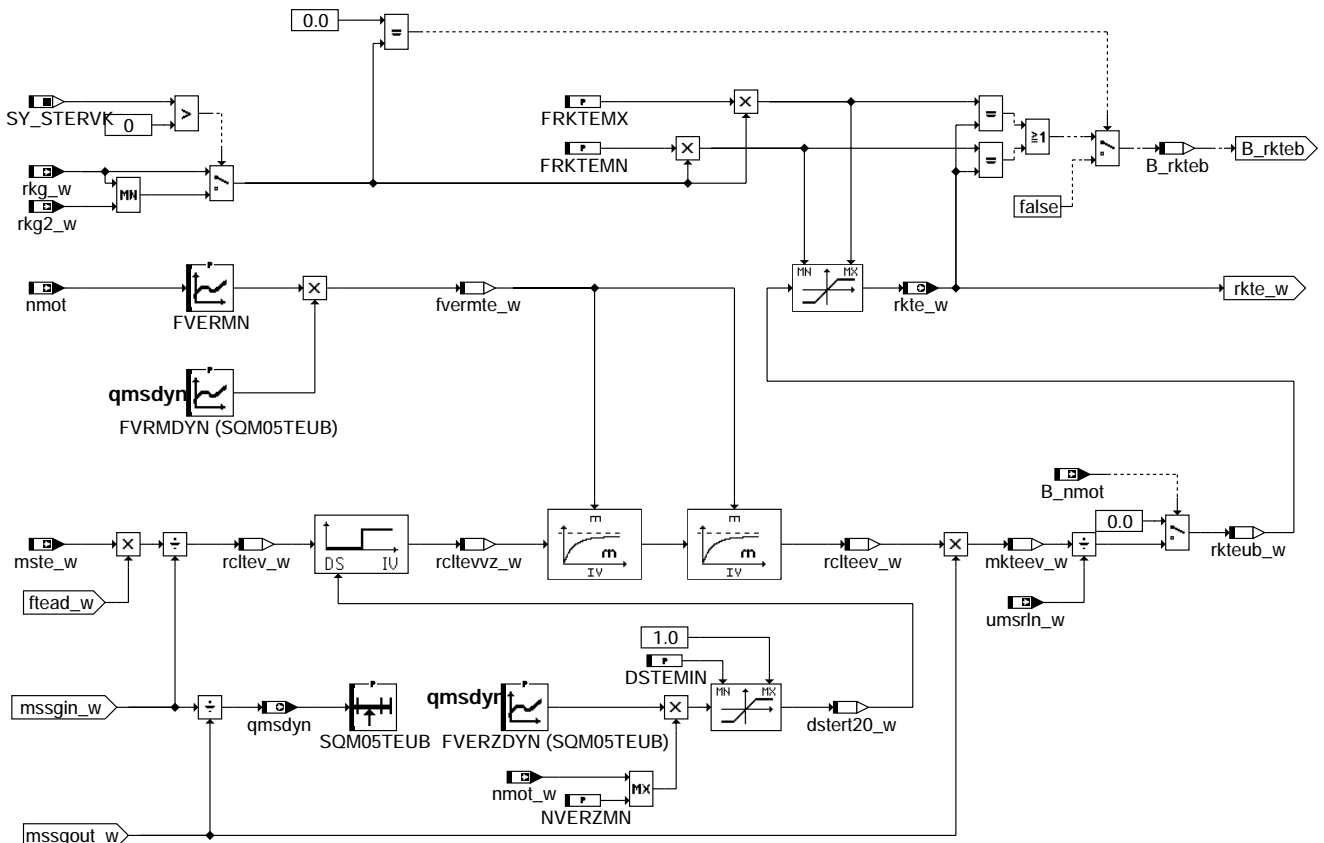 0.0
=
SY_STERVK
0
>
P
FRKTEMX
×
=
FRKTEMN
P
×
=
≥1
B_rkteb
B_rkteb
rkg_w
MN
rkg2_w
false
nmot
P
FVERMN
×
fvermte_w
MN
MX
rkte_w
rkte_w
qmsdyn
P
FVRMDYN (SQM05TEUB)
B_nmot
0.0
mste_w
×
÷
rcltev_w
DS
IV
rcltevvz_w
m
m
IV
m
m
IV
rclteev_w
×
mkteev_w
÷
rkteub_w
ftead_w
umsrln_w
1.0
P
DSTEMIN
mssgin_w
÷
qmsdyn
P
SQM05TEUB
qmsdyn
P
FVERZDYN (SQM05TEUB)
×
MN
MX
dstert20_w
nmot_w
P
NVERZMN
MX
mssgout_w